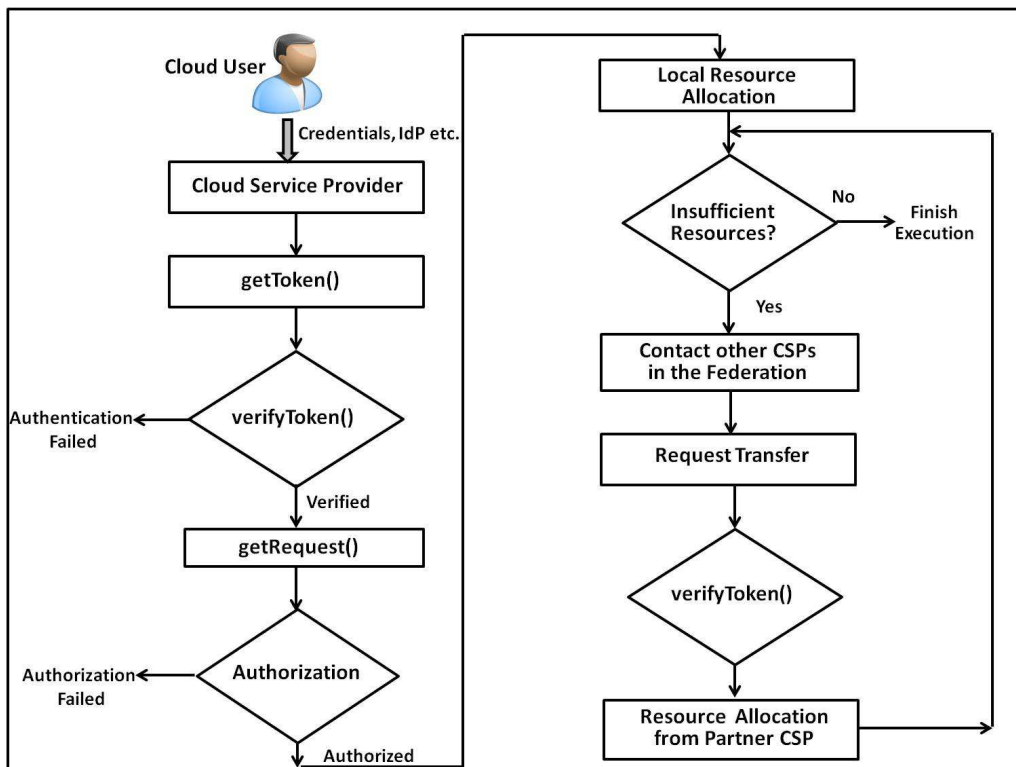 Cloud User
Credentials, IdP etc.
Cloud Service Provider
getToken()
verifyToken()
Authentication
Failed
Verified
getRequest()
Authorization
Authorization
Failed
Authorized
Local Resource
Allocation
Insufficient
Resources?
No
Finish
Execution
Yes
Contact other CSPs
in the Federation
Request Transfer
verifyToken()
Resource Allocation
from Partner CSP